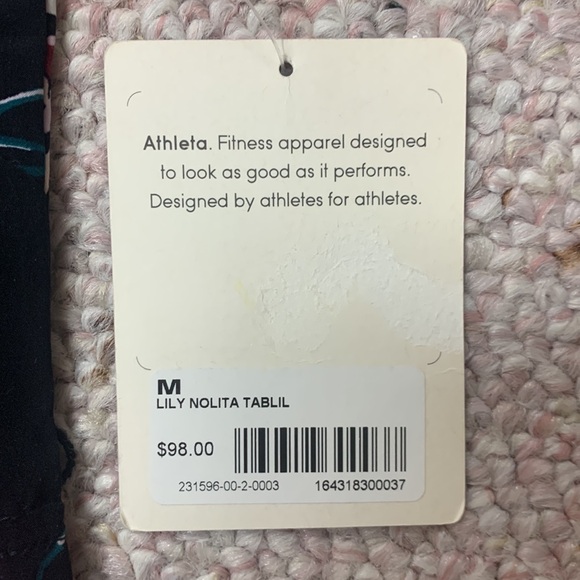 Athleta. Fitness apparel designed
to look as good as it performs.
Designed by athletes for athletes.
M
LILY NOLITA TABLIL
$98.00
231596-00-2-0003 164318300037